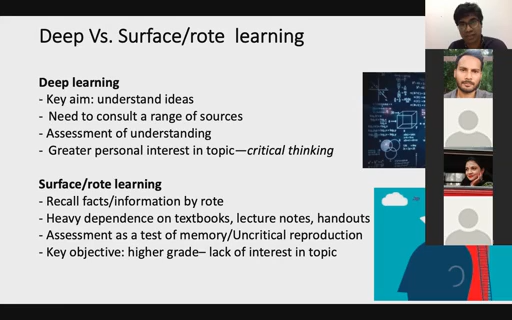 Deep Vs. Surface/rote learning
Deep learning
- Key aim: understand ideas
- Need to consult a range of sources
- Assessment of understanding
- Greater personal interest in topic—critical thinking
Surface/rote learning
- Recall facts/information by rote
- Heavy dependence on textbooks, lecture notes, handouts
- Assessment as a test of memory/Uncritical reproduction
- Key objective: higher grade– lack of interest in topic